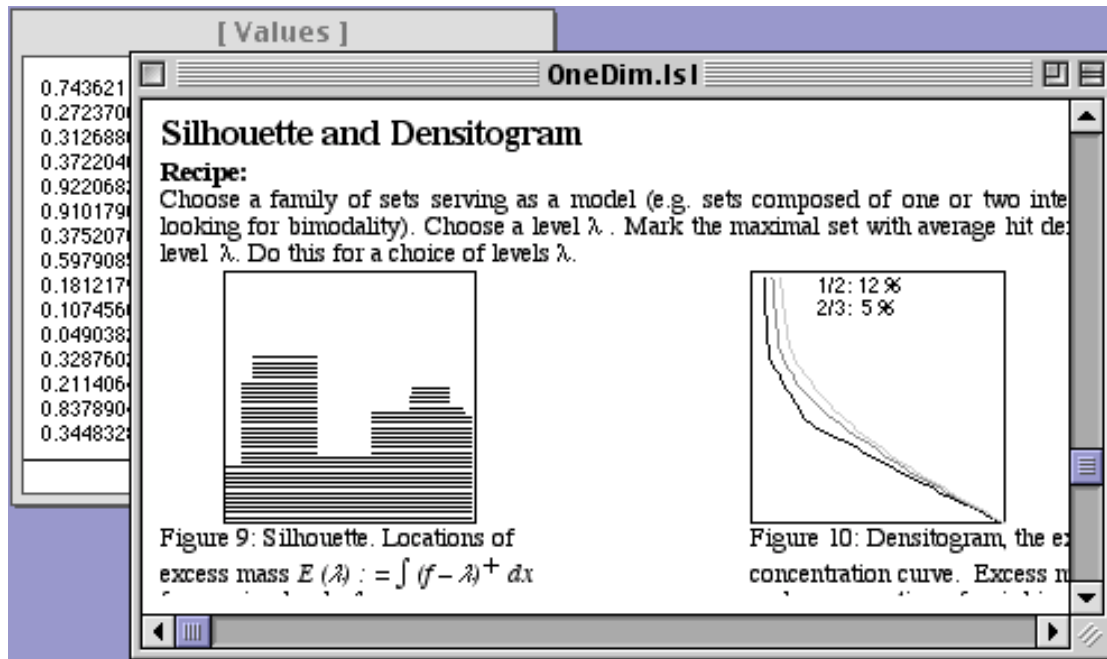 [ Values ]
0.743621
0.272370
0.312688
0.372204
0.922068
0.910179
0.375207
0.597908
0.181217
0.107456
0.049038
0.328760
0.211406
0.837890
0.344832
OneDim.lsl
Silhouette and Densitogram
Recipe:
Choose a family of sets serving as a model (e.g. sets composed of one or two inte
looking for bimodality). Choose a level λ . Mark the maximal set with average hit de
level λ. Do this for a choice of levels λ.
1/2: 12 %
2/3: 5 %
Figure 9: Silhouette. Locations of
excess mass E (λ) : = ∫ (f – λ)⁺ dx
Figure 10: Densitogram, the e
concentration curve. Excess m